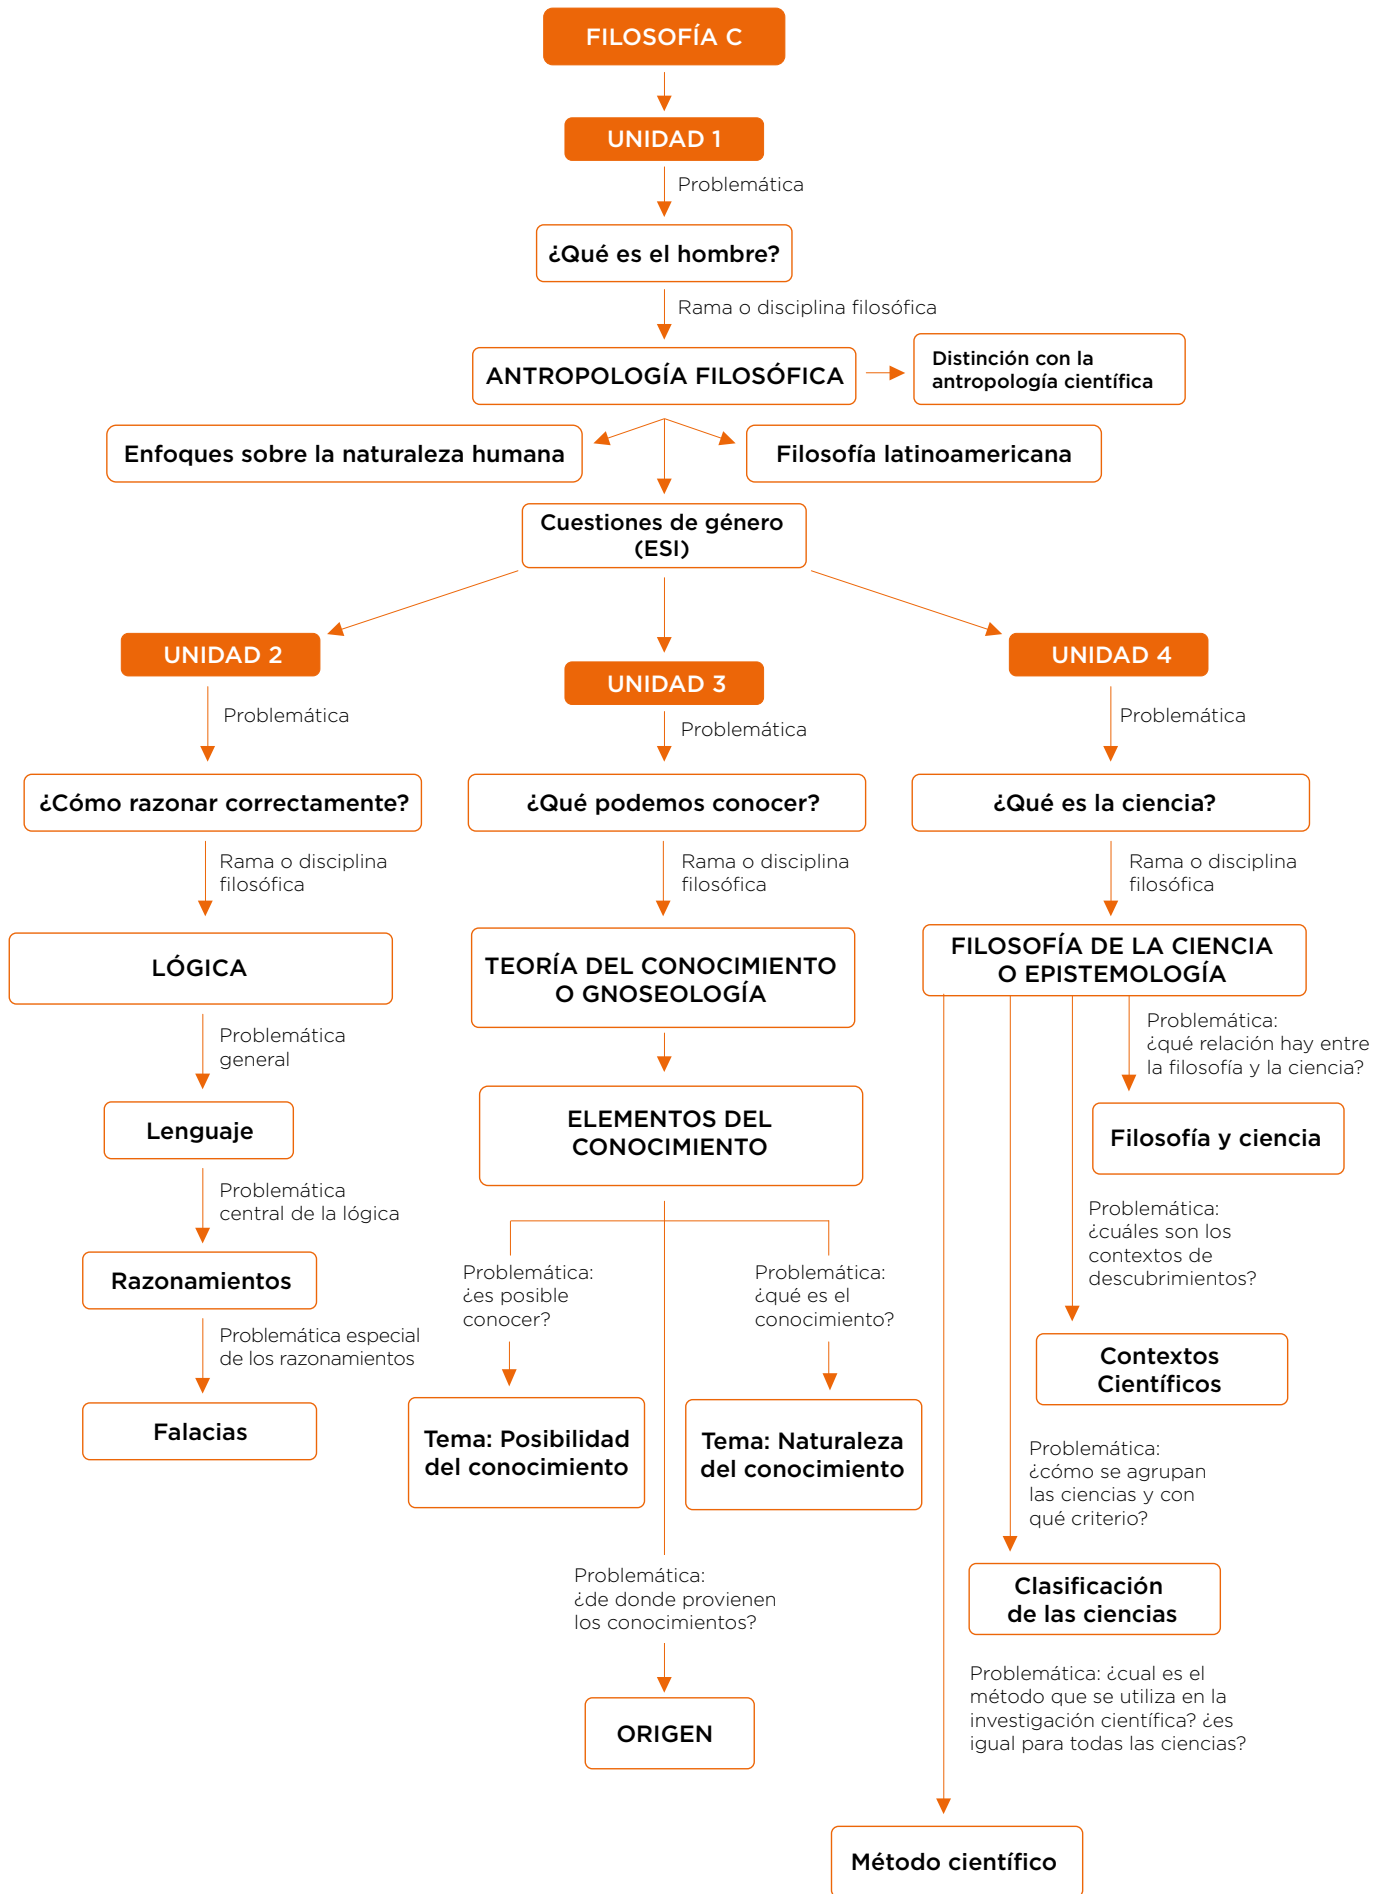 FILOSOFÍA C
UNIDAD 1
Problemática
¿Qué es el hombre?
Rama o disciplina filosófica
ANTROPOLOGÍA FILOSÓFICA
Distinción con la
antropología científica
Enfoques sobre la naturaleza humana
Filosofía latinoamericana
Cuestiones de género
(ESI)
UNIDAD 2
Problemática
¿Cómo razonar correctamente?
Rama o disciplina
filosófica
LÓGICA
Problemática
general
Lenguaje
Problemática
central de la lógica
Razonamientos
Problemática especial
de los razonamientos
Falacias
UNIDAD 3
Problemática
¿Qué podemos conocer?
Rama o disciplina
filosófica
TEORÍA DEL CONOCIMIENTO
O GNOSEOLOGÍA
ELEMENTOS DEL
CONOCIMIENTO
Problemática:
¿es posible
conocer?
Tema: Posibilidad
del conocimiento
Problemática:
¿qué es el
conocimiento?
Tema: Naturaleza
del conocimiento
Problemática:
¿de donde provienen
los conocimientos?
ORIGEN
UNIDAD 4
Problemática
¿Qué es la ciencia?
Rama o disciplina
filosófica
FILOSOFÍA DE LA CIENCIA
O EPISTEMOLOGÍA
Problemática:
¿qué relación hay entre
la filosofía y la ciencia?
Filosofía y ciencia
Problemática:
¿cuáles son los
contextos de
descubrimientos?
Contextos
Científicos
Problemática:
¿cómo se agrupan
las ciencias y con
qué criterio?
Clasificación
de las ciencias
Problemática: ¿cual es el
método que se utiliza en la
investigación científica? ¿es
igual para todas las ciencias?
Método científico